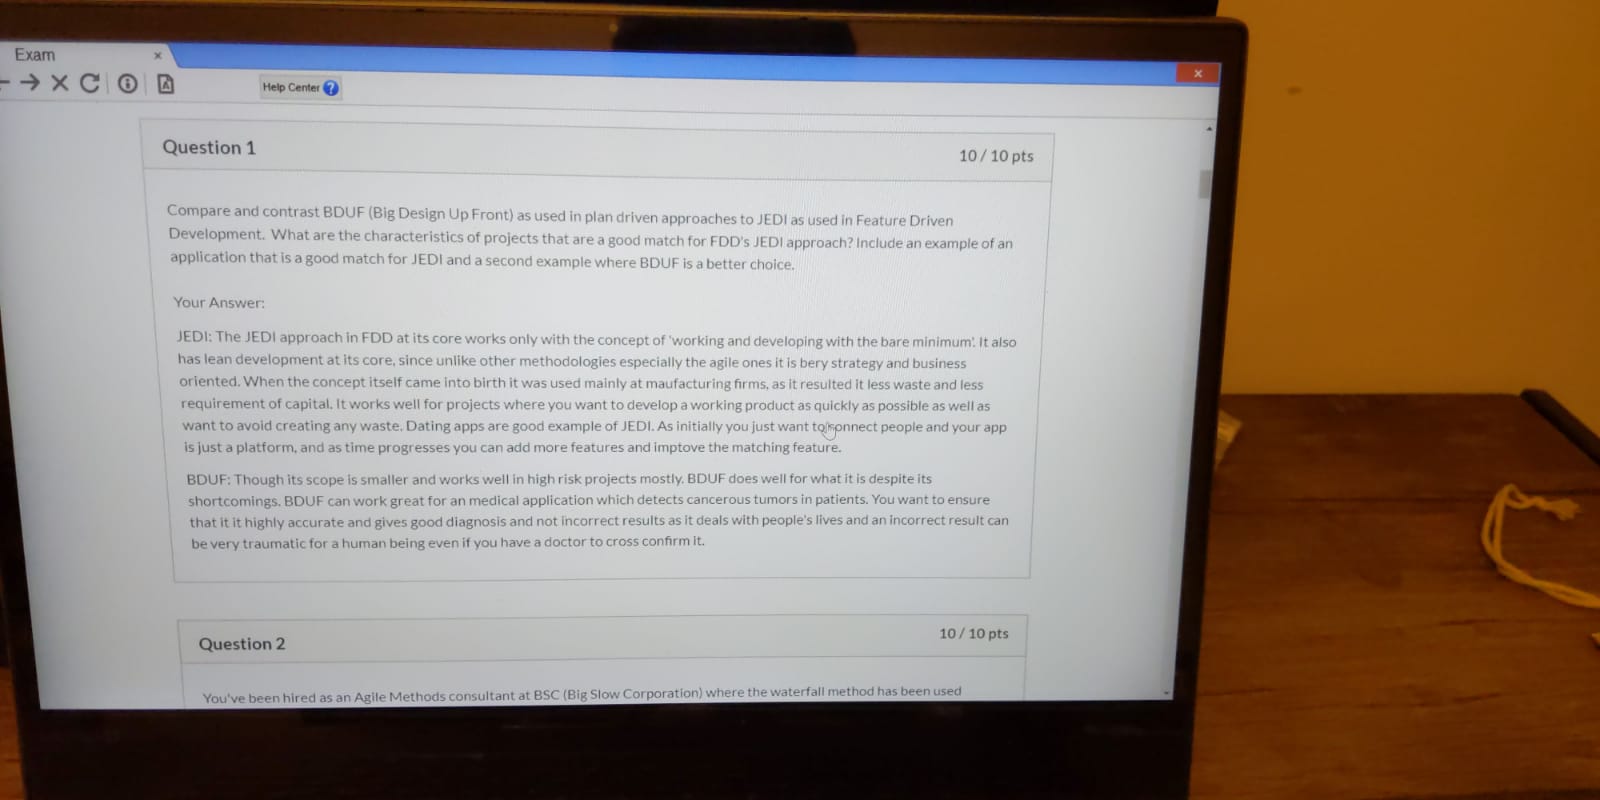 Exam
Help Center ?
Question 1
10 / 10 pts
Compare and contrast BDUF (Big Design Up Front) as used in plan driven approaches to JEDI as used in Feature Driven
Development. What are the characteristics of projects that are a good match for FDD's JEDI approach? Include an example of an
application that is a good match for JEDI and a second example where BDUF is a better choice.
Your Answer:
JEDI: The JEDI approach in FDD at its core works only with the concept of 'working and developing with the bare minimum'. It also
has lean development at its core, since unlike other methodologies especially the agile ones it is bery strategy and business
oriented. When the concept itself came into birth it was used mainly at maufacturing firms, as it resulted it less waste and less
requirement of capital. It works well for projects where you want to develop a working product as quickly as possible as well as
want to avoid creating any waste. Dating apps are good example of JEDI. As initially you just want to connect people and your app
is just a platform, and as time progresses you can add more features and imptove the matching feature.
BDUF: Though its scope is smaller and works well in high risk projects mostly. BDUF does well for what it is despite its
shortcomings. BDUF can work great for an medical application which detects cancerous tumors in patients. You want to ensure
that it it highly accurate and gives good diagnosis and not incorrect results as it deals with people's lives and an incorrect result can
be very traumatic for a human being even if you have a doctor to cross confirm it.
Question 2
10 / 10 pts
You've been hired as an Agile Methods consultant at BSC (Big Slow Corporation) where the waterfall method has been used